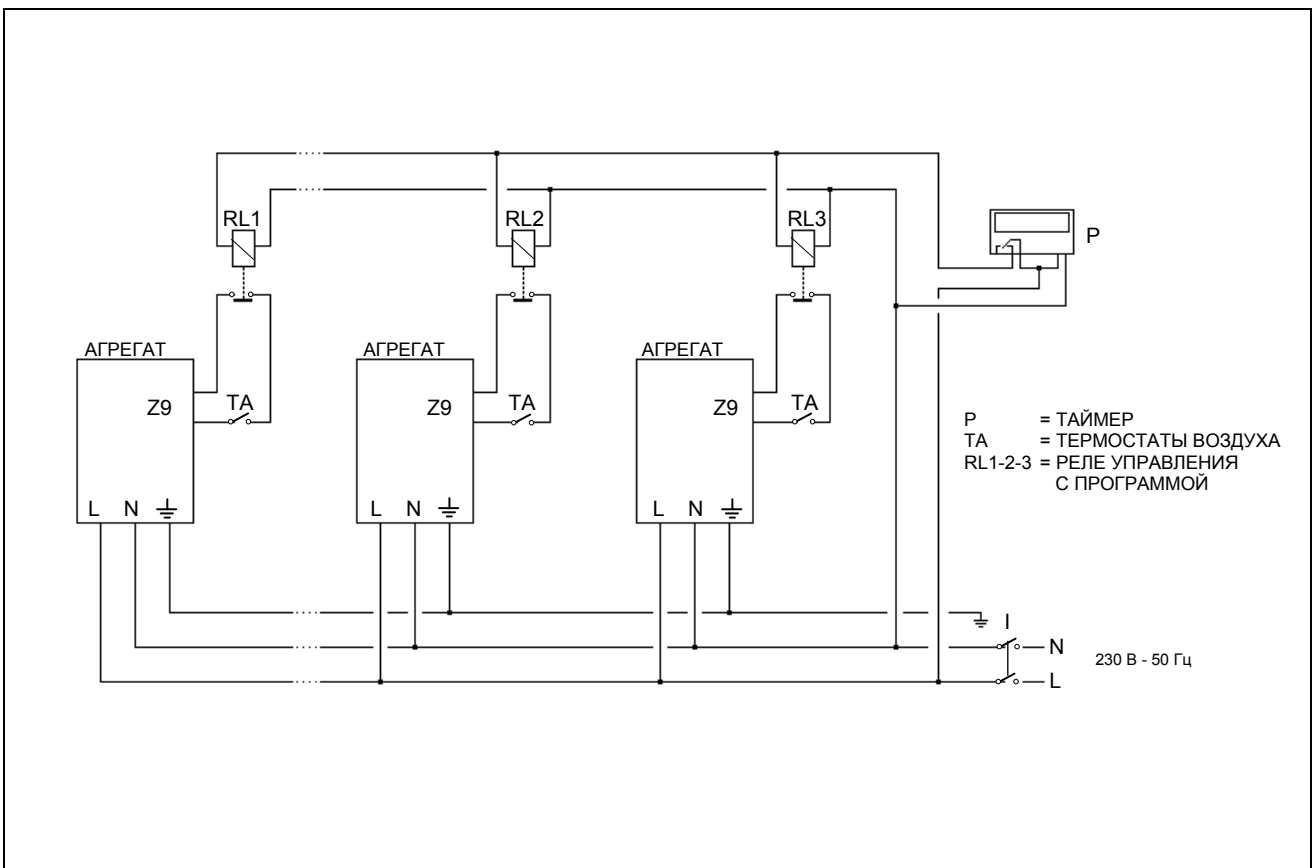 RL1 RL2 RL3
P
АГРЕГАТ АГРЕГАТ АГРЕГАТ
Z9 TA Z9 TA Z9 TA
P = ТАЙМЕР
TA = ТЕРМОСТАТЫ ВОЗДУХА
RL1-2-3 = РЕЛЕ УПРАВЛЕНИЯ
С ПРОГРАММОЙ
L N L N L N
I
N
230 В - 50 Гц
L